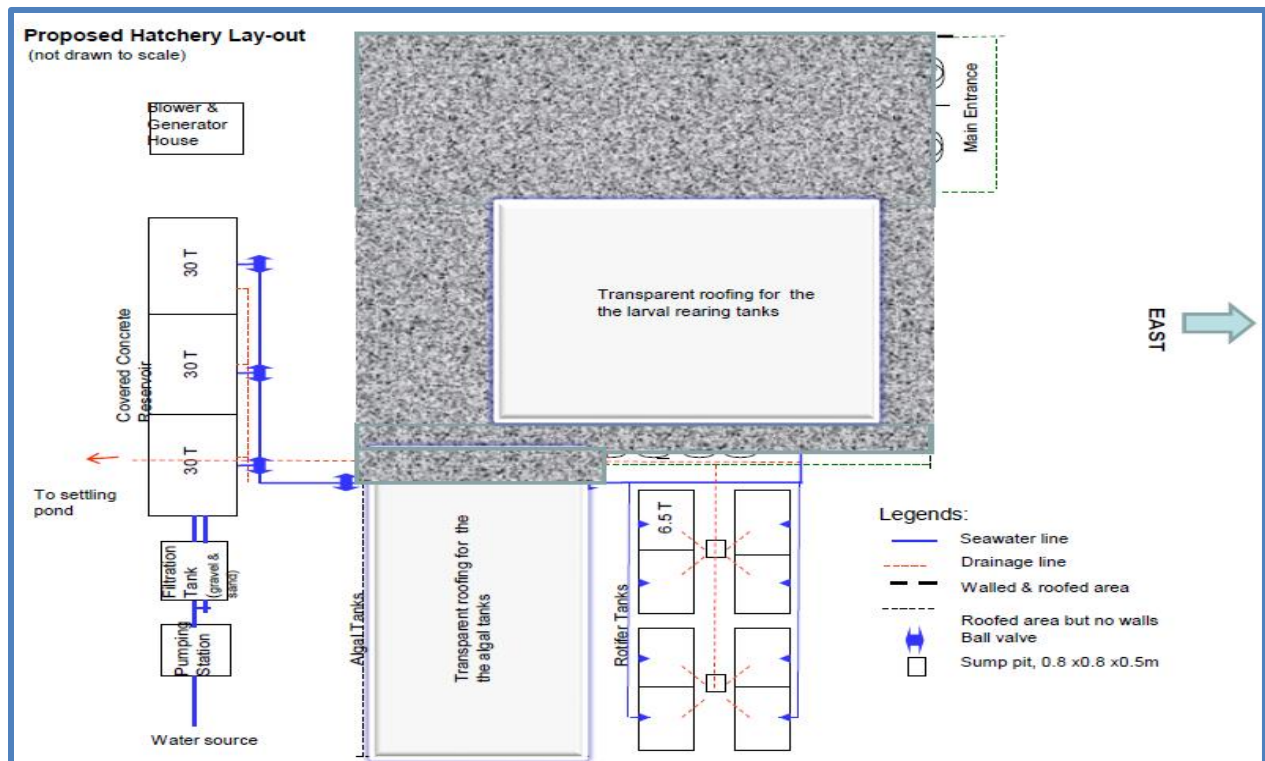 Proposed Hatchery Lay-out
(not drawn to scale)
Blower &
Generator
House
Main Entrance
30 T
30 T
30 T
Covered Concrete
Reservoir
Transparent roofing for the
the larval rearing tanks
EAST
To settling
pond
Filtration
Tank
(gravel &
sand)
Pumping
Station
Water source
Algal Tanks
Transparent roofing for the
the algal tanks
Rotifer Tanks
6.5 T
Legends:
Seawater line
Drainage line
Walled & roofed area
Roofed area but no walls
Ball valve
Sump pit, 0.8 x0.8 x0.5m